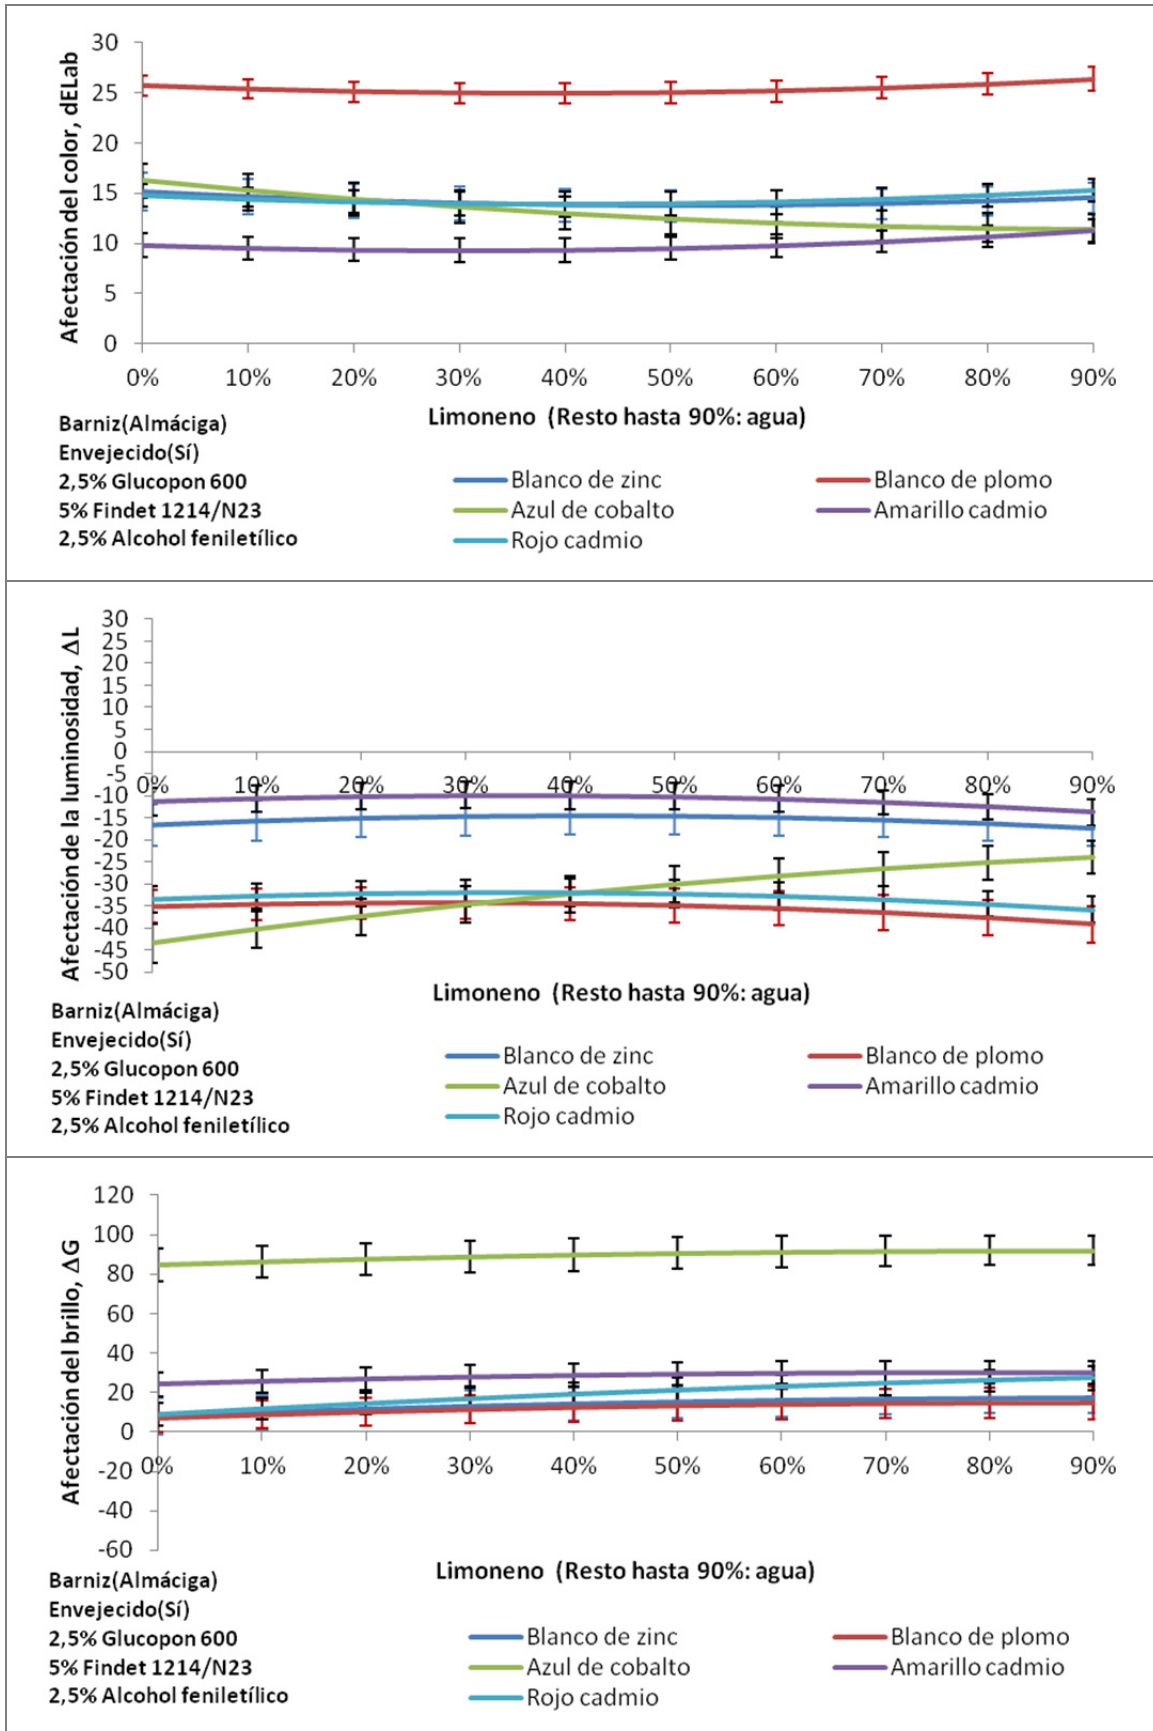 Afectación del color, dELab
30
25
20
15
10
5
0
0% 10% 20% 30% 40% 50% 60% 70% 80% 90%
Limoneno (Resto hasta 90%: agua)
Barniz(Almáciga)
Envejecido(Sí)
2,5% Glucopon 600
5% Findet 1214/N23
2,5% Alcohol feniletílico
Blanco de zinc Blanco de plomo
Azul de cobalto Amarillo cadmio
Rojo cadmio
Afectación de la luminosidad, ΔL
30
25
20
15
10
5
0
-5
-10
-15
-20
-25
-30
-35
-40
-45
-50
0% 10% 20% 30% 40% 50% 60% 70% 80% 90%
Limoneno (Resto hasta 90%: agua)
Barniz(Almáciga)
Envejecido(Sí)
2,5% Glucopon 600
5% Findet 1214/N23
2,5% Alcohol feniletílico
Blanco de zinc Blanco de plomo
Azul de cobalto Amarillo cadmio
Rojo cadmio
Afectación del brillo, ΔG
120
100
80
60
40
20
0
-20
-40
-60
0% 10% 20% 30% 40% 50% 60% 70% 80% 90%
Limoneno (Resto hasta 90%: agua)
Barniz(Almáciga)
Envejecido(Sí)
2,5% Glucopon 600
5% Findet 1214/N23
2,5% Alcohol feniletílico
Blanco de zinc Blanco de plomo
Azul de cobalto Amarillo cadmio
Rojo cadmio